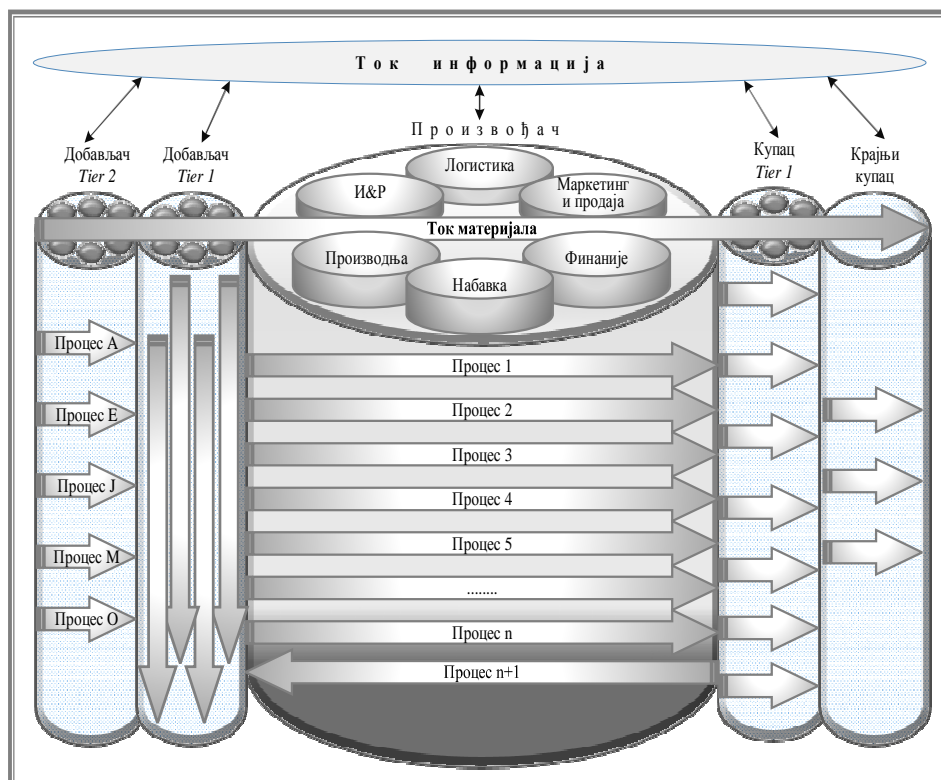 Ток информација
Произвођач
Добављач
Tier 2
Добављач
Tier 1
Купац
Tier 1
Крајњи
купац
Логистика
И&Р
Маркетинг
и продаја
Ток материјала
Производња
Финаније
Набавка
Процес А
Процес Е
Процес Ј
Процес М
Процес О
Процес 1
Процес 2
Процес 3
Процес 4
Процес 5
........
Процес n
Процес n+1